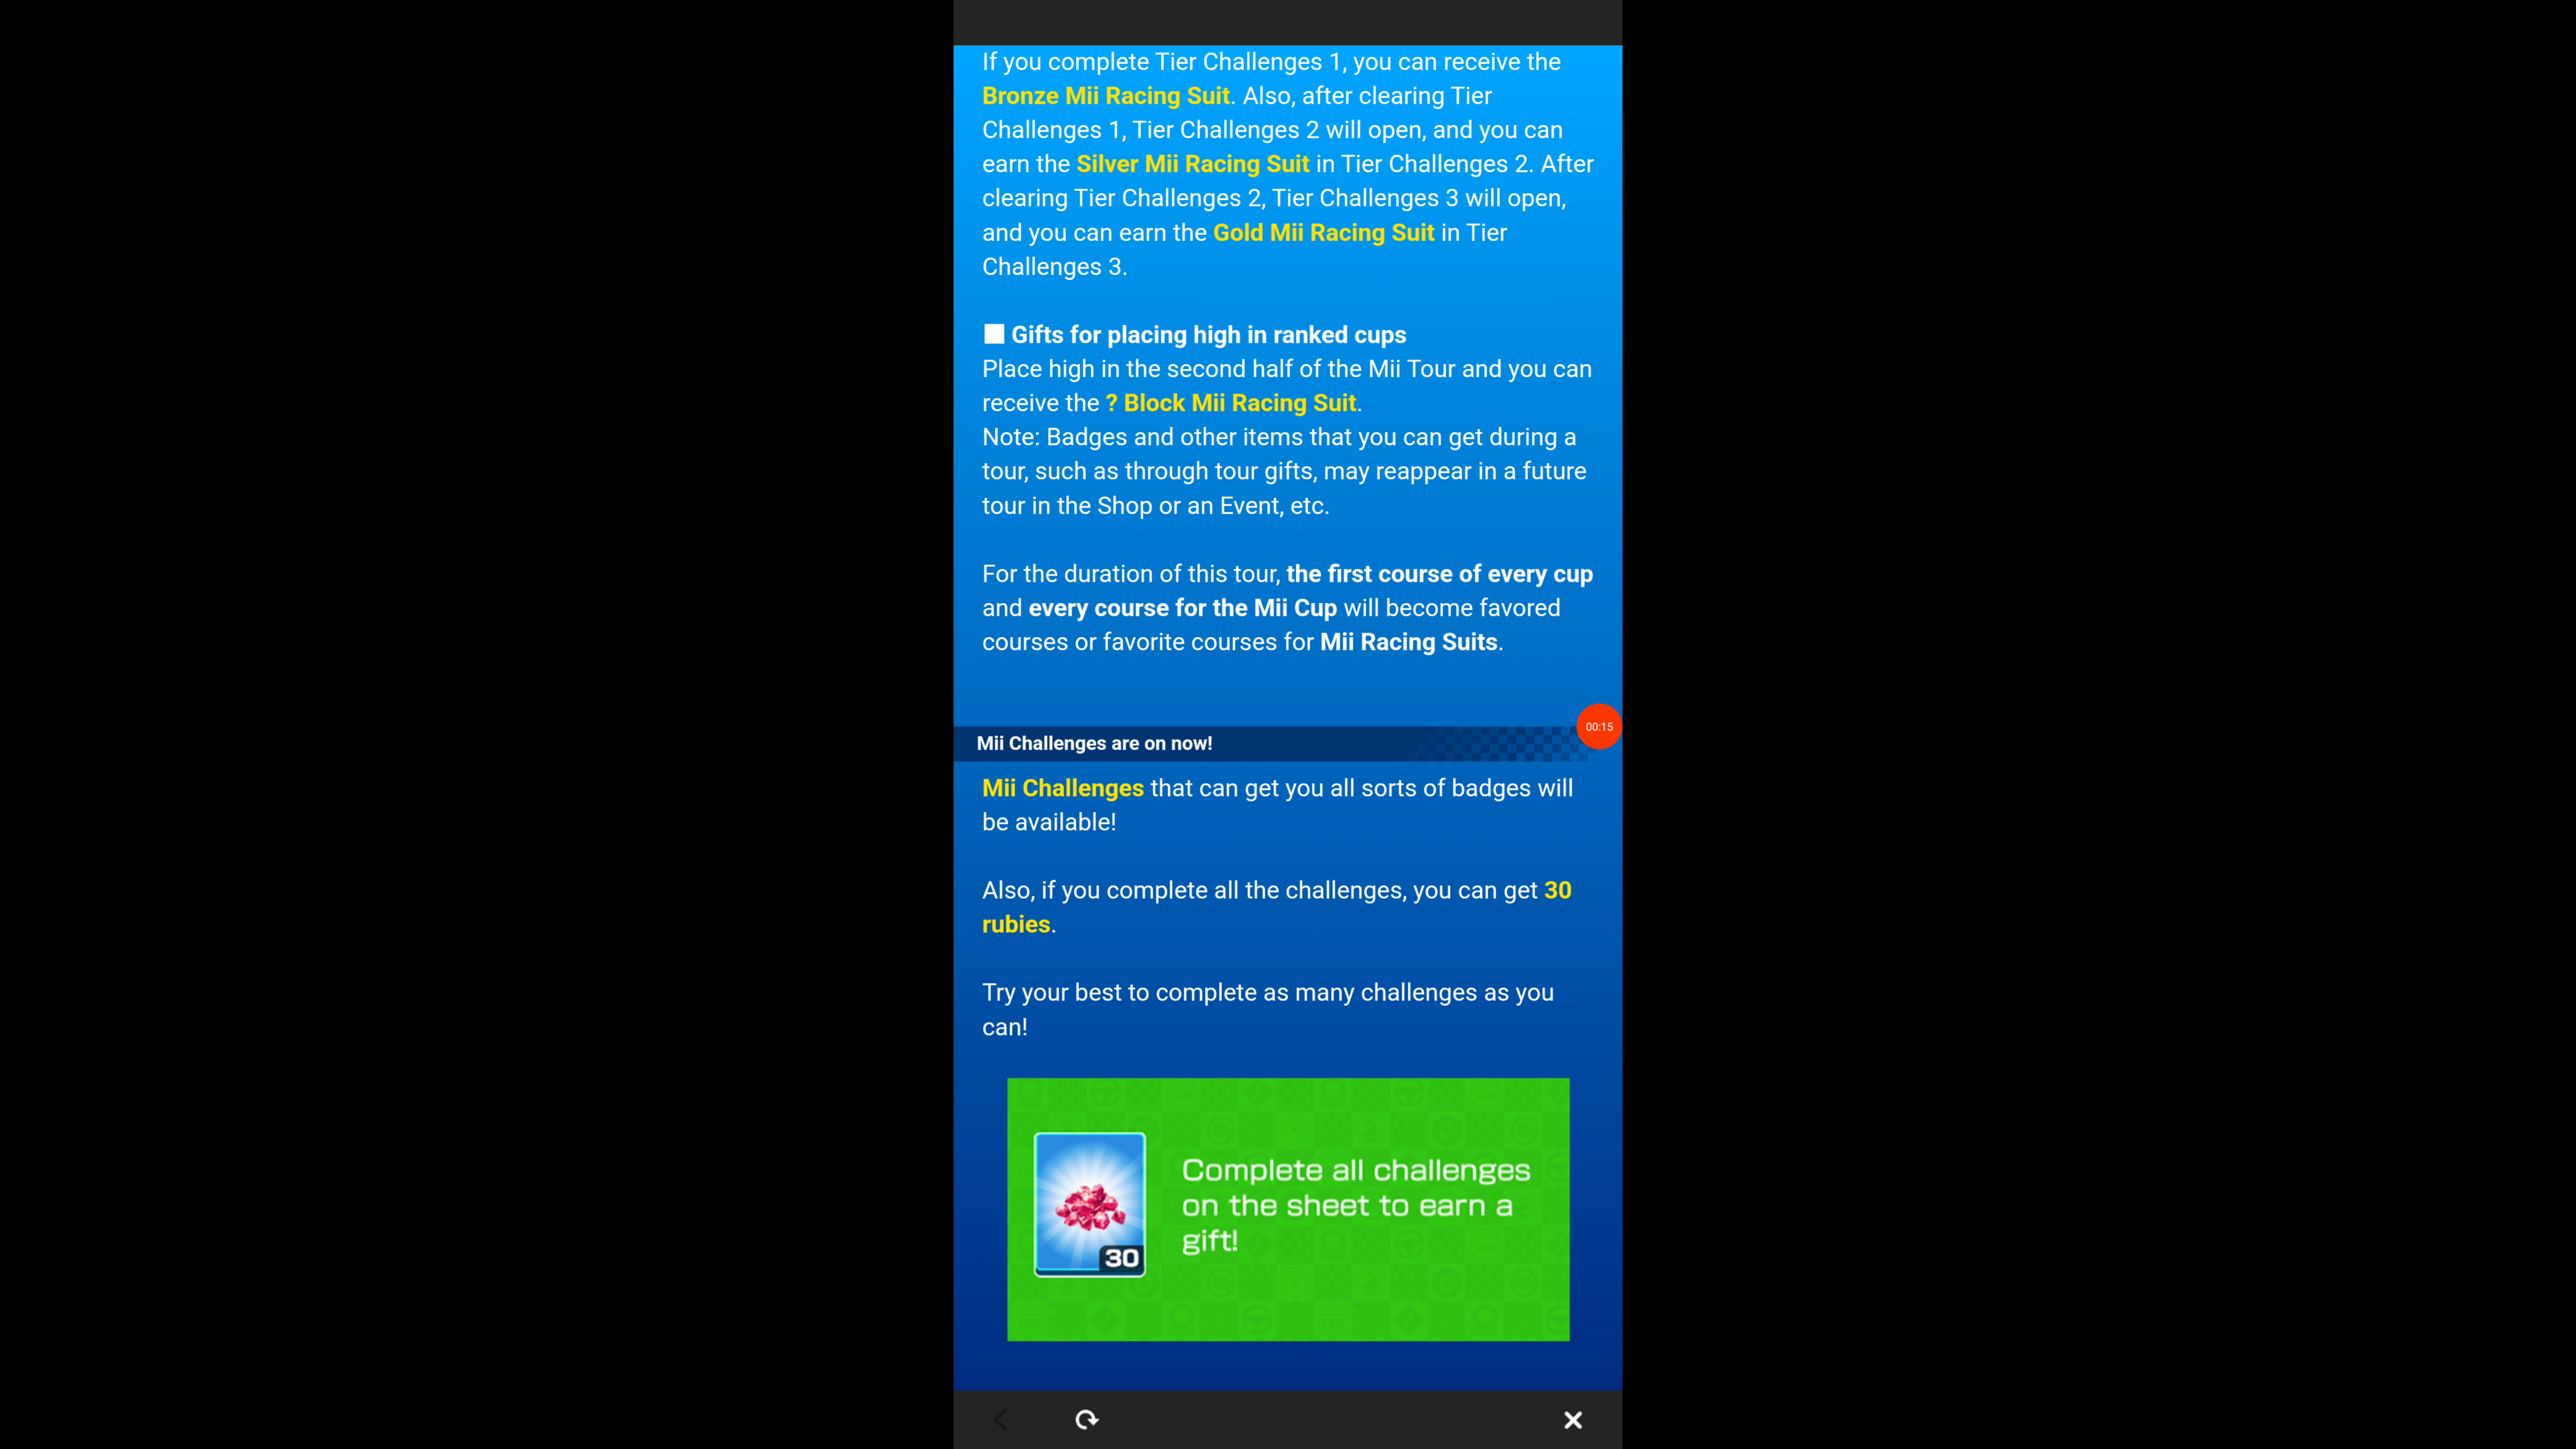 If you complete Tier Challenges 1, you can receive the
Bronze Mii Racing Suit. Also, after clearing Tier
Challenges 1, Tier Challenges 2 will open, and you can
earn the Silver Mii Racing Suit in Tier Challenges 2. After
clearing Tier Challenges 2, Tier Challenges 3 will open,
and you can earn the Gold Mii Racing Suit in Tier
Challenges 3.
■ Gifts for placing high in ranked cups
Place high in the second half of the Mii Tour and you can
receive the ? Block Mii Racing Suit.
Note: Badges and other items that you can get during a
tour, such as through tour gifts, may reappear in a future
tour in the Shop or an Event, etc.
For the duration of this tour, the first course of every cup
and every course for the Mii Cup will become favored
courses or favorite courses for Mii Racing Suits.
00:15
Mii Challenges are on now!
Mii Challenges that can get you all sorts of badges will
be available!
Also, if you complete all the challenges, you can get 30
rubies.
Try your best to complete as many challenges as you
can!
Complete all challenges
on the sheet to earn a
gift!
30